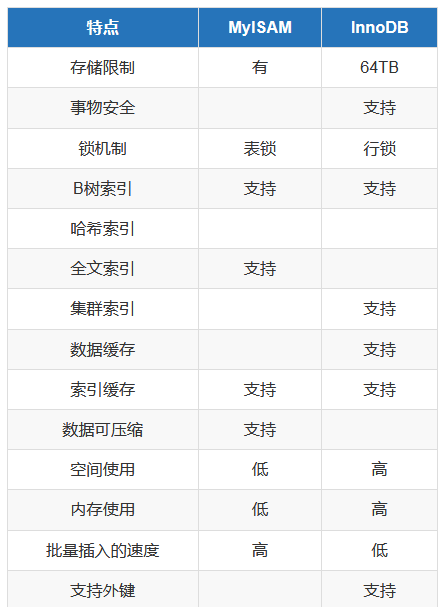 特点 MyISAM InnoDB
存储限制 有 64TB
事物安全 支持
锁机制 表锁 行锁
B树索引 支持 支持
哈希索引
全文索引 支持
集群索引 支持
数据缓存 支持
索引缓存 支持 支持
数据可压缩 支持
空间使用 低 高
内存使用 低 高
批量插入的速度 高 低
支持外键 支持